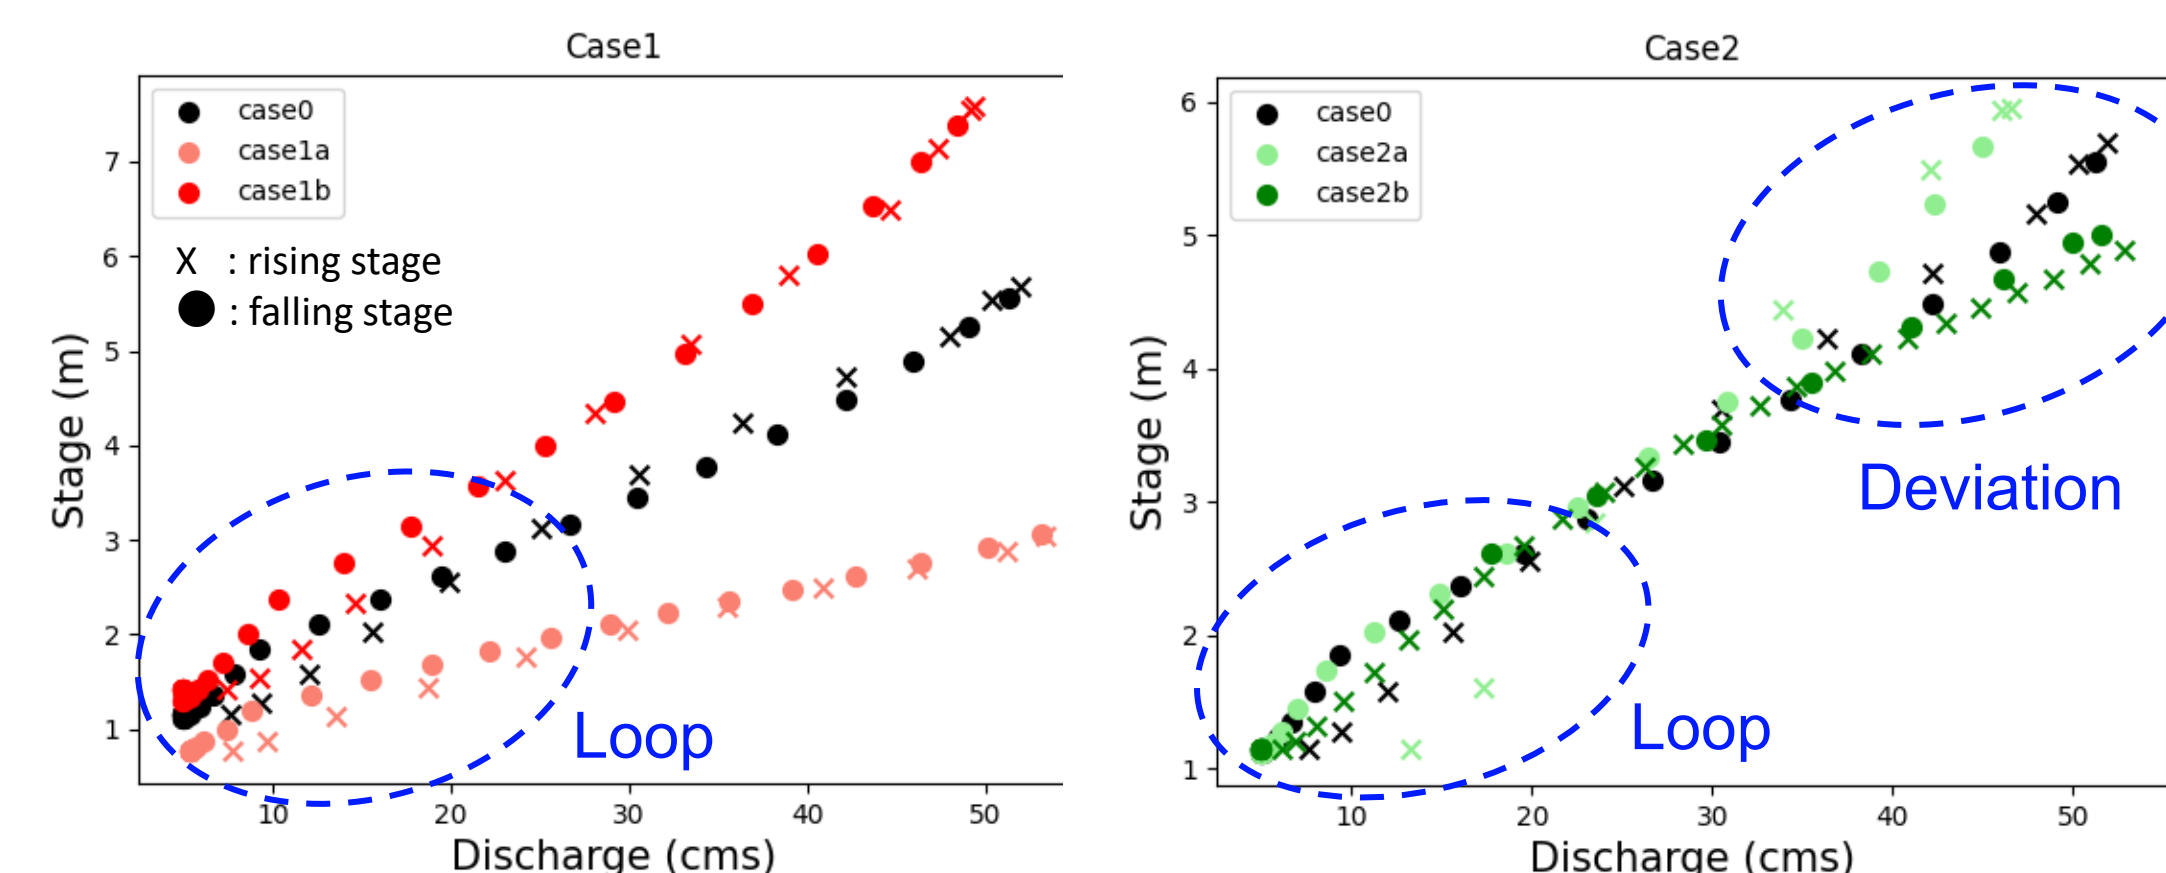 Case1
case0
case1a
case1b
X : rising stage
: falling stage
7
6
5
4
3
2
1
Stage (m)
Loop
10 20 30 40 50
Discharge (cms)
Case2
case0
case2a
case2b
6
5
4
3
2
1
Stage (m)
Deviation
Loop
10 20 30 40 50
Discharge (cms)